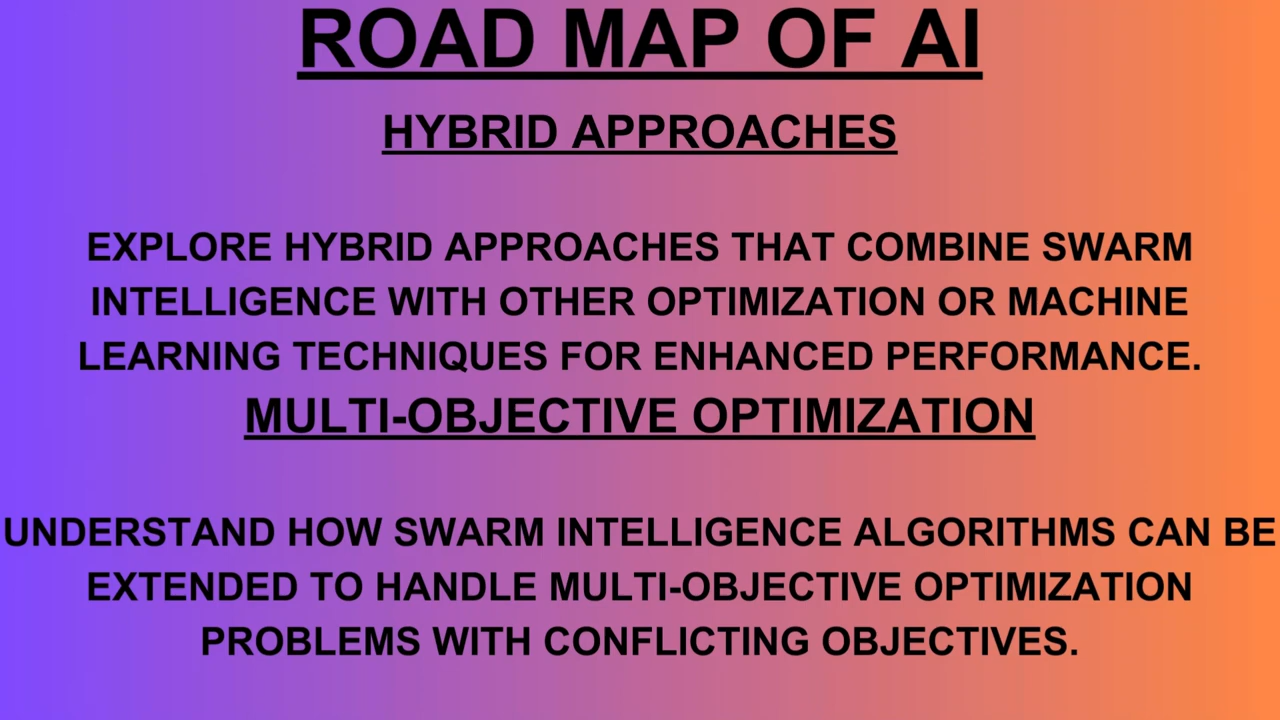 ROAD MAP OF AI
HYBRID APPROACHES
EXPLORE HYBRID APPROACHES THAT COMBINE SWARM
INTELLIGENCE WITH OTHER OPTIMIZATION OR MACHINE
LEARNING TECHNIQUES FOR ENHANCED PERFORMANCE.
MULTI-OBJECTIVE OPTIMIZATION
UNDERSTAND HOW SWARM INTELLIGENCE ALGORITHMS CAN BE
EXTENDED TO HANDLE MULTI-OBJECTIVE OPTIMIZATION
PROBLEMS WITH CONFLICTING OBJECTIVES.